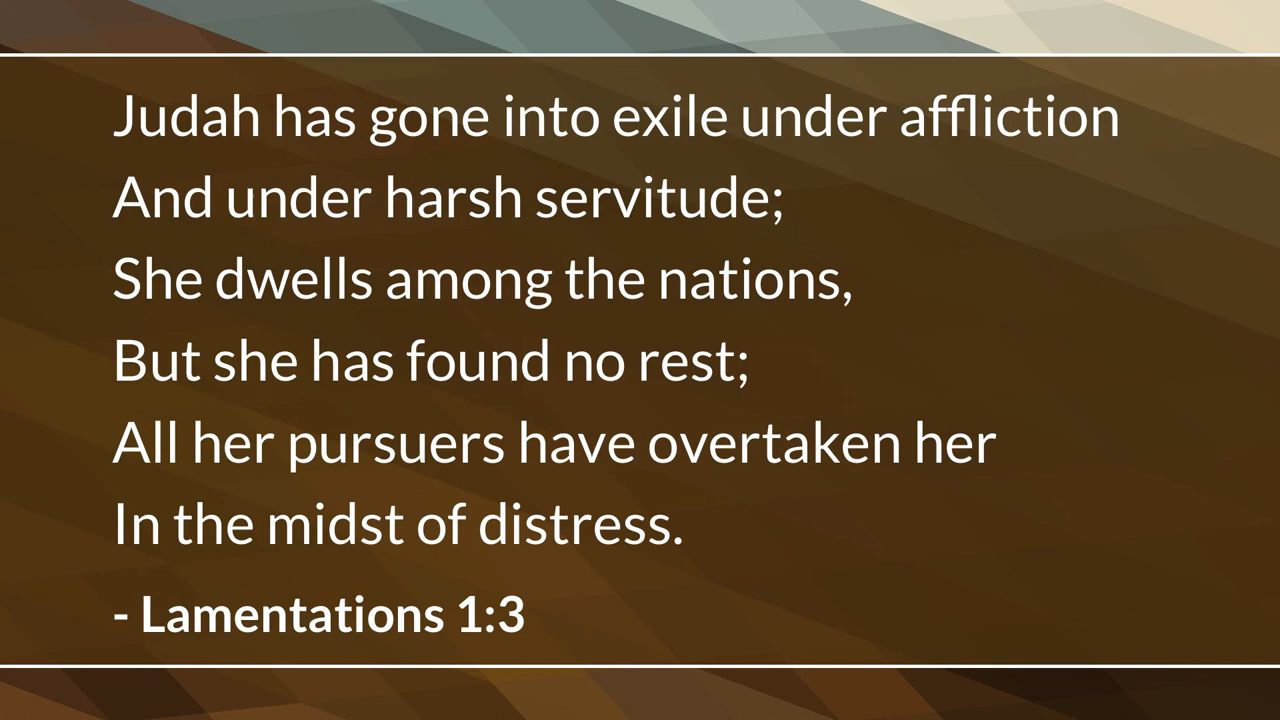 Judah has gone into exile under affliction
And under harsh servitude;
She dwells among the nations,
But she has found no rest;
All her pursuers have overtaken her
In the midst of distress.
- Lamentations 1:3